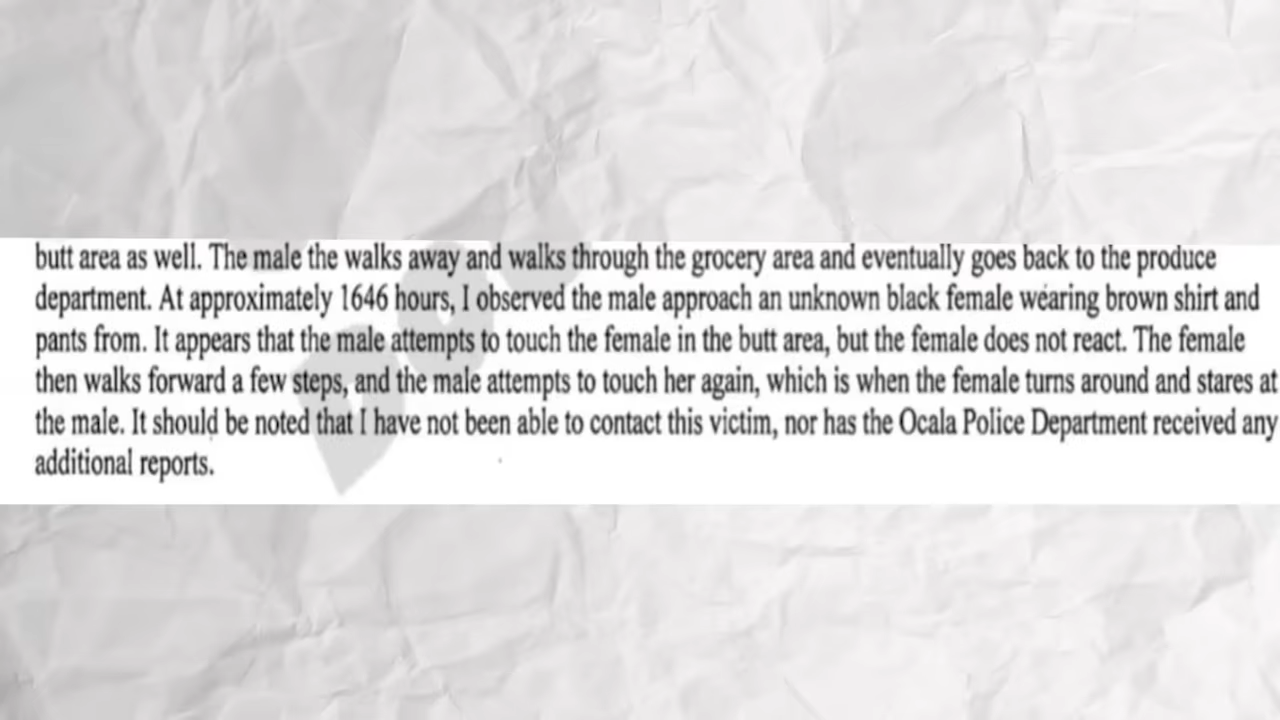 butt area as well. The male the walks away and walks through the grocery area and eventually goes back to the produce
department. At approximately 1646 hours, I observed the male approach an unknown black female wearing brown shirt and
pants from. It appears that the male attempts to touch the female in the butt area, but the female does not react. The female
then walks forward a few steps, and the male attempts to touch her again, which is when the female turns around and stares at
the male. It should be noted that I have not been able to contact this victim, nor has the Ocala Police Department received any
additional reports.